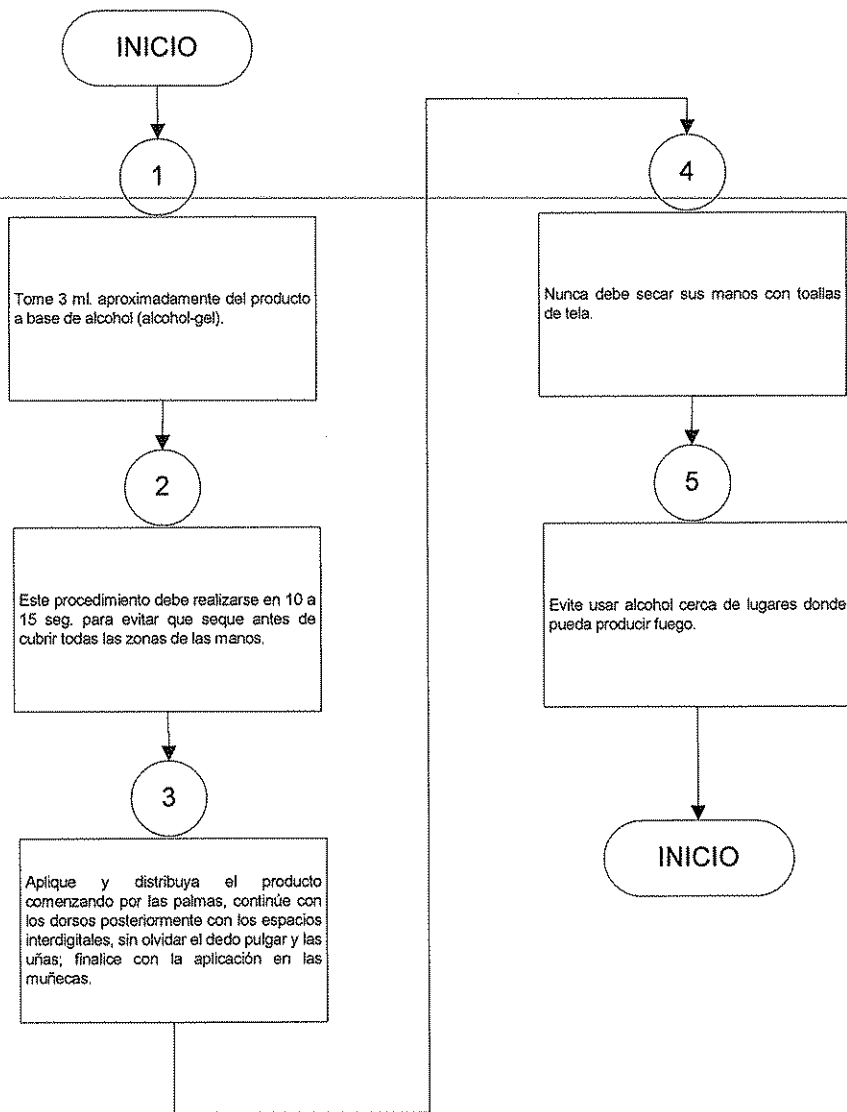 INICIO
1
Tome 3 ml. aproximadamente del producto
a base de alcohol (alcohol-gel).
2
Este procedimiento debe realizarse en 10 a
15 seg. para evitar que seque antes de
cubrir todas las zonas de las manos.
3
Aplique y distribuya el producto
comenzando por las palmas, continúe con
los dorsos posteriormente con los espacios
interdigitales, sin olvidar el dedo pulgar y las
uñas; finalice con la aplicación en las
muñecas.
4
Nunca debe secar sus manos con toallas
de tela.
5
Evite usar alcohol cerca de lugares donde
pueda producir fuego.
INICIO